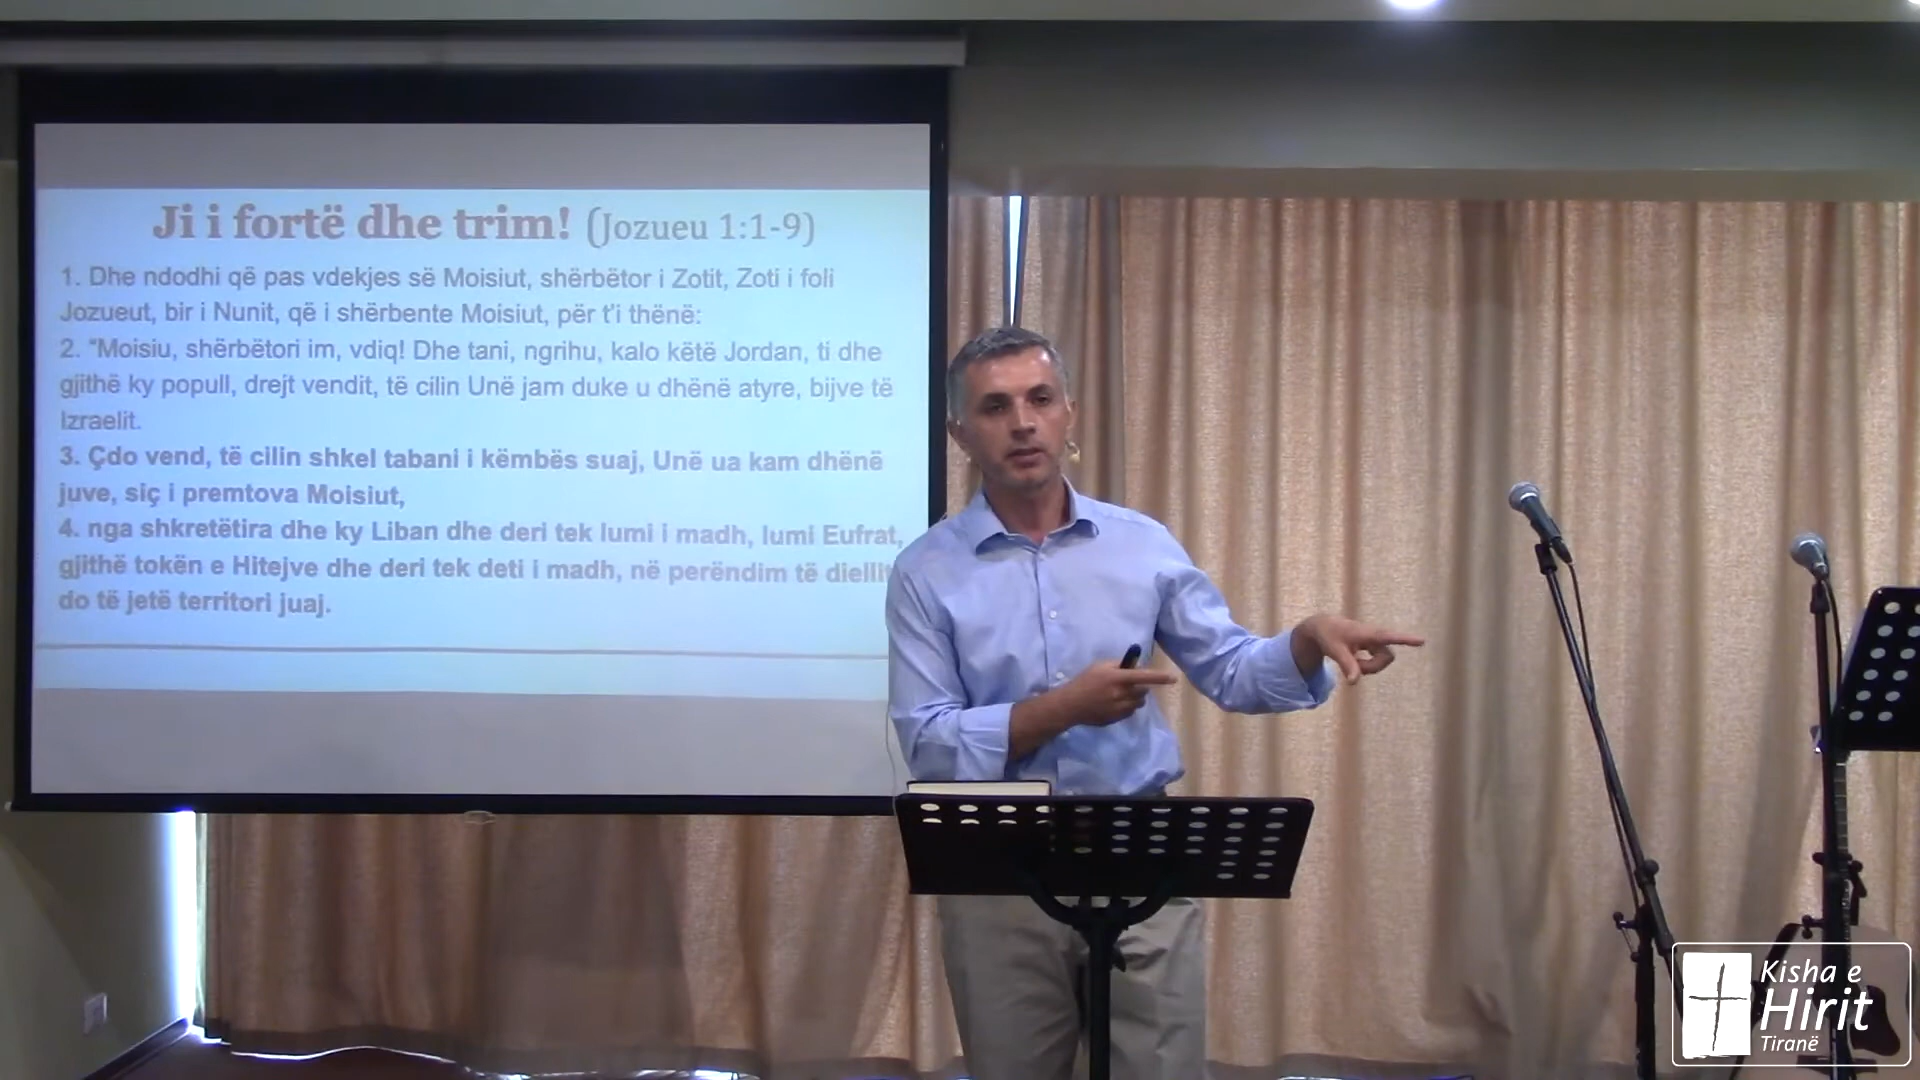 Ji i fortë dhe trim! (Jozueu 1:1-9)
1. Dhe ndodhi që pas vdekjes së Moisiut, shërbëtor i Zotit, Zoti i foli
Jozueut, bir i Nunit, që i shërbente Moisiut, për t'i thënë:
2. “Moisiu, shërbëtori im, vdiq! Dhe tani, ngrihu, kalo këtë Jordan, ti dhe
gjithë ky popull, drejt vendit, të cilin Unë jam duke u dhënë atyre, bijve të
Izraelit.
3. Çdo vend, të cilin shkel tabani i këmbës suaj, Unë ua kam dhënë
juve, siç i premtova Moisiut,
4. nga shkretëtira dhe ky Liban dhe deri tek lumi i madh, lumi Eufrat,
gjithë tokën e Hitejve dhe deri tek deti i madh, në perëndim të diellit
do të jetë territori juaj.
Kisha e
Hirit
Tiranë